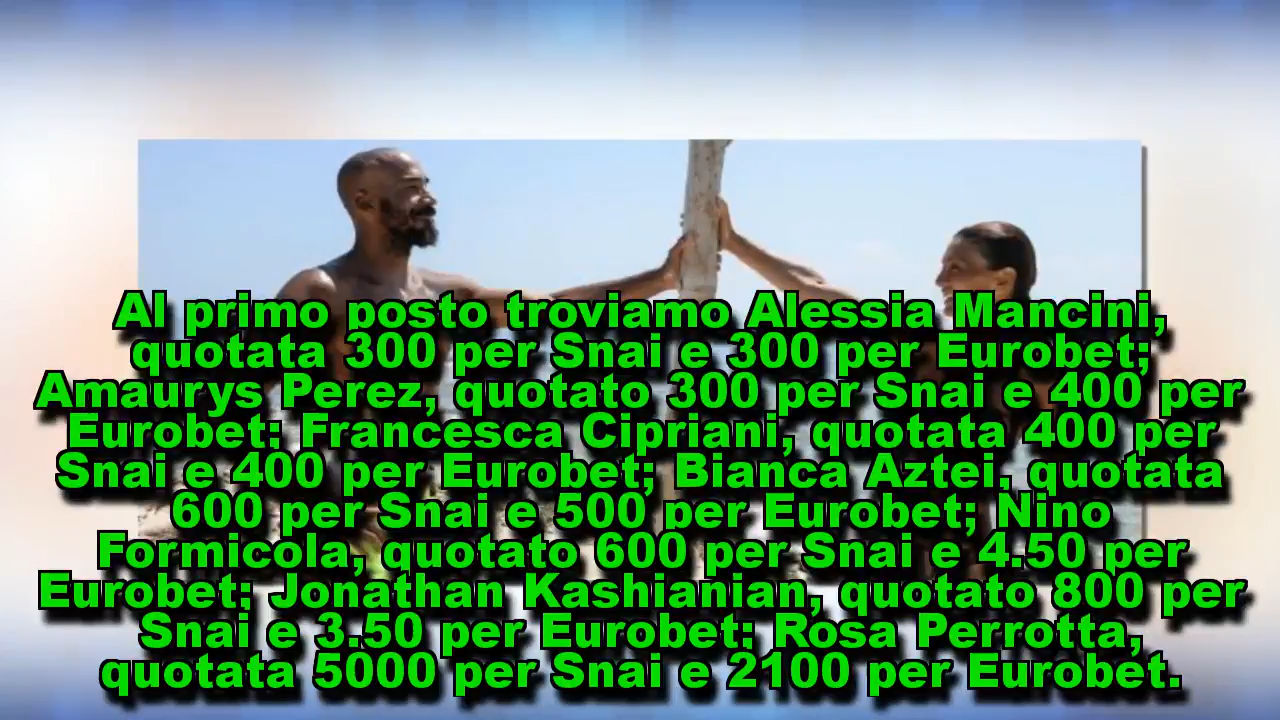 Al primo posto troviamo Alessia Mancini,
quotata 300 per Snai e 300 per Eurobet;
Amaurys Perez, quotato 300 per Snai e 400 per
Eurobet; Francesca Cipriani, quotata 400 per
Snai e 400 per Eurobet; Bianca Aztei, quotata
600 per Snai e 500 per Eurobet; Nino
Formicola, quotato 600 per Snai e 4.50 per
Eurobet; Jonathan Kashianian, quotato 800 per
Snai e 3.50 per Eurobet; Rosa Perrotta,
quotata 5000 per Snai e 2100 per Eurobet.